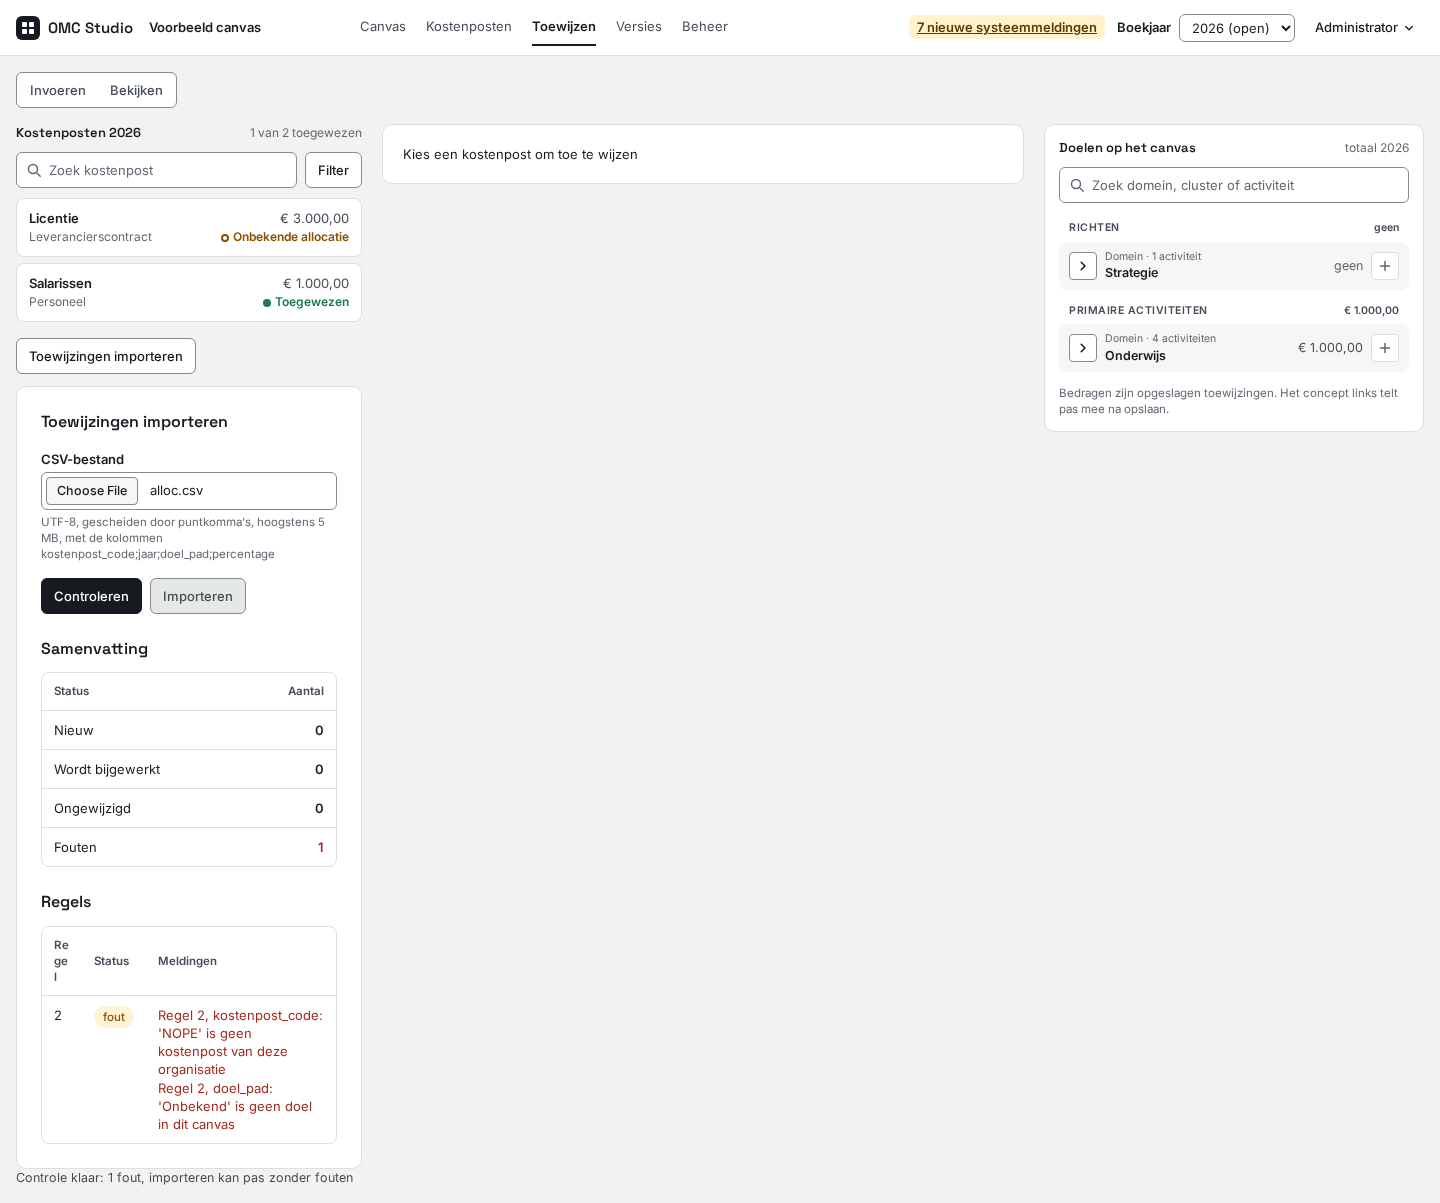 OMC Studio
Voorbeeld canvas
Canvas
Kostenposten
Toewijzen
Versies
Beheer
7 nieuwe systeemmeldingen
Boekjaar
2026 (open)
Administrator
Invoeren
Bekijken
Kostenposten 2026
1 van 2 toegewezen
Zoek kostenpost
Filter
Licentie
€ 3.000,00
Leverancierscontract
Onbekende allocatie
Salarissen
€ 1.000,00
Personeel
Toegewezen
Toewijzingen importeren
Toewijzingen importeren
CSV-bestand
Choose File
alloc.csv
UTF-8, gescheiden door puntkomma's, hoogstens 5
MB, met de kolommen
kostenpost_code;jaar;doel_pad;percentage
Controleren
Importeren
Samenvatting
Status
Aantal
Nieuw
0
Wordt bijgewerkt
0
Ongewijzigd
0
Fouten
1
Regels
Re
ge
l
Status
Meldingen
2
fout
Regel 2, kostenpost_code:
'NOPE' is geen
kostenpost van deze
organisatie
Regel 2, doel_pad:
'Onbekend' is geen doel
in dit canvas
Controle klaar: 1 fout, importeren kan pas zonder fouten
Kies een kostenpost om toe te wijzen
Doelen op het canvas
totaal 2026
Zoek domein, cluster of activiteit
RICHTEN
geen
Domein · 1 activiteit
Strategie
geen
PRIMAIRE ACTIVITEITEN
€ 1.000,00
Domein · 4 activiteiten
Onderwijs
€ 1.000,00
Bedragen zijn opgeslagen toewijzingen. Het concept links telt
pas mee na opslaan.